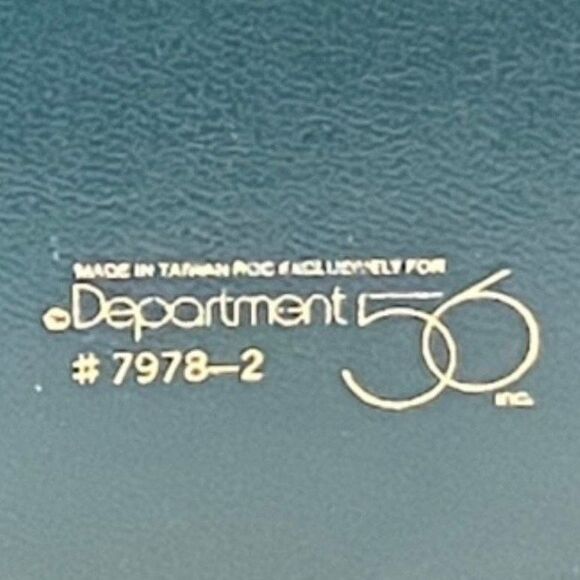 MADE IN TAIWAN ROC EXCLUSIVELY FOR
© Department 56
inc.
# 7978-2